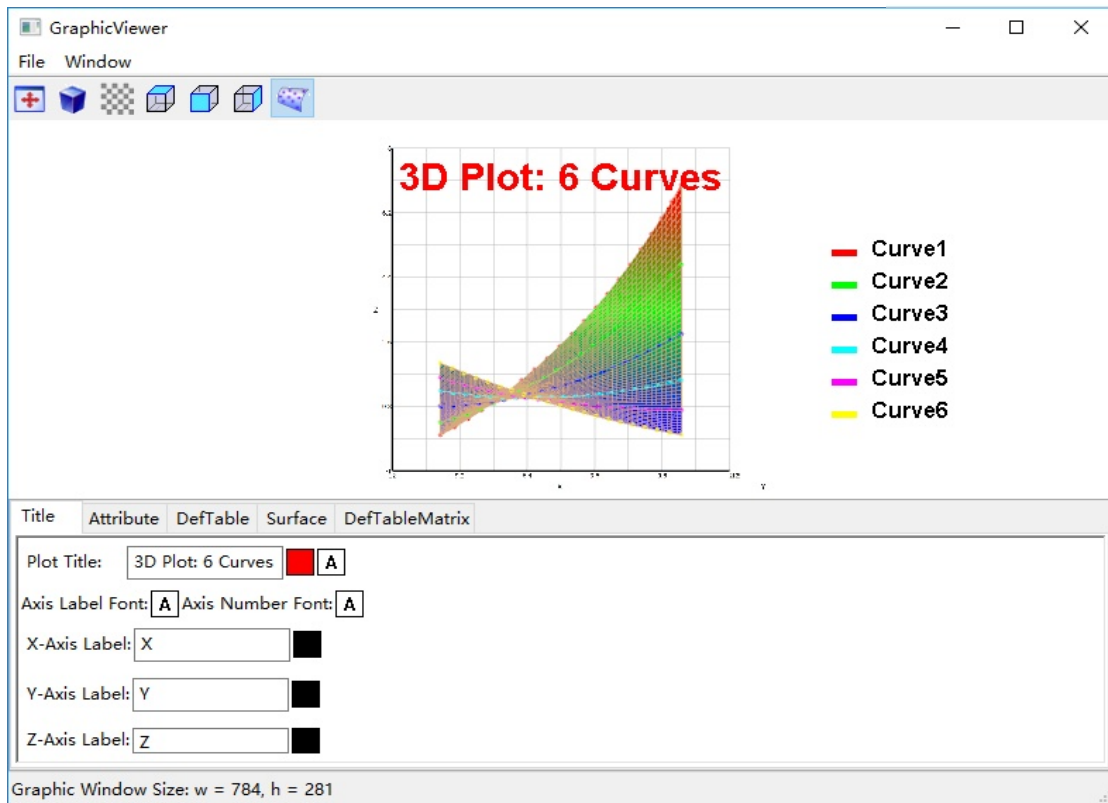 GraphicViewer
File Window
3D Plot: 6 Curves
Curve1
Curve2
Curve3
Curve4
Curve5
Curve6
Title Attribute DefTable Surface DefTableMatrix
Plot Title: 3D Plot: 6 Curves A
Axis Label Font: A Axis Number Font: A
X-Axis Label: X
Y-Axis Label: Y
Z-Axis Label: Z
Graphic Window Size: w = 784, h = 281